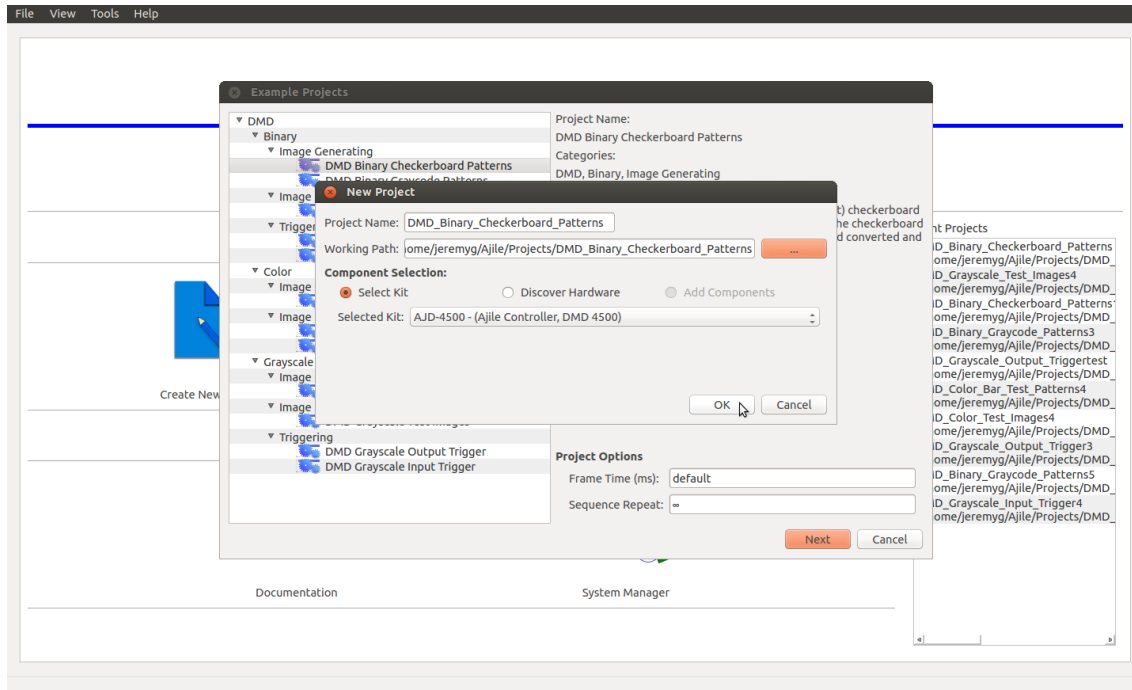 File View Tools Help
Example Projects
DMD
Binary
Image Generating
DMD Binary Checkerboard Patterns
DMD Binary Graycode Patterns
Image
Trigger
Color
Image
Image
Grayscale
Image
Image
DMD Grayscale Test Images
Triggering
DMD Grayscale Output Trigger
DMD Grayscale Input Trigger
Project Name:
DMD Binary Checkerboard Patterns
Categories:
DMD, Binary, Image Generating
t) checkerboard
he checkerboard
d converted and
New Project
Project Name: DMD_Binary_Checkerboard_Patterns
Working Path: ome/jeremyg/Ajile/Projects/DMD_Binary_Checkerboard_Patterns ...
Component Selection:
Select Kit Discover Hardware Add Components
Selected Kit: AJD-4500 - (Ajile Controller, DMD 4500)
OK Cancel
Project Options
Frame Time (ms): default
Sequence Repeat: ∞
Next Cancel
Create New
Documentation
System Manager
nt Projects
D_Binary_Checkerboard_Patterns
ome/jeremyg/Ajile/Projects/DMD_
D_Grayscale_Test_Images4
ome/jeremyg/Ajile/Projects/DMD_
D_Binary_Checkerboard_Patterns
ome/jeremyg/Ajile/Projects/DMD_
D_Binary_Graycode_Patterns3
ome/jeremyg/Ajile/Projects/DMD_
D_Grayscale_Output_Triggertest
ome/jeremyg/Ajile/Projects/DMD_
D_Color_Bar_Test_Patterns4
ome/jeremyg/Ajile/Projects/DMD_
D_Color_Test_Images4
ome/jeremyg/Ajile/Projects/DMD_
D_Grayscale_Output_Trigger3
ome/jeremyg/Ajile/Projects/DMD_
D_Binary_Graycode_Patterns5
ome/jeremyg/Ajile/Projects/DMD_
D_Grayscale_Input_Trigger4
ome/jeremyg/Ajile/Projects/DMD_